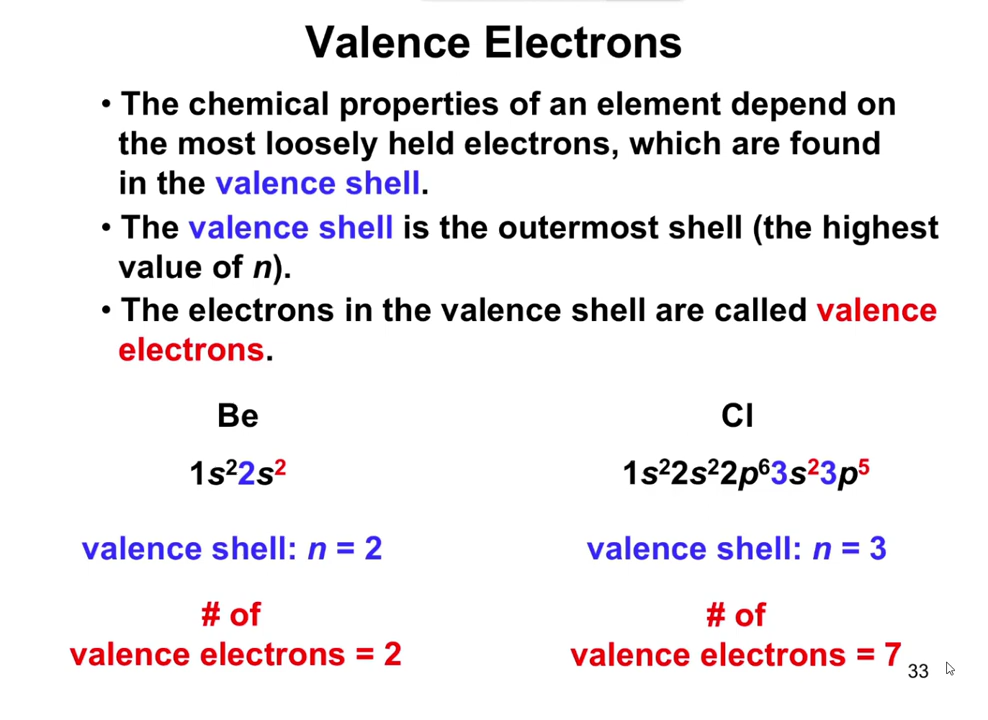 Valence Electrons
• The chemical properties of an element depend on
the most loosely held electrons, which are found
in the valence shell.
• The valence shell is the outermost shell (the highest
value of n).
• The electrons in the valence shell are called valence
electrons.
Be
Cl
1s²2s²
1s²2s²2p⁶3s²3p⁵
valence shell: n = 2
valence shell: n = 3
# of
valence electrons = 2
# of
valence electrons = 7
33